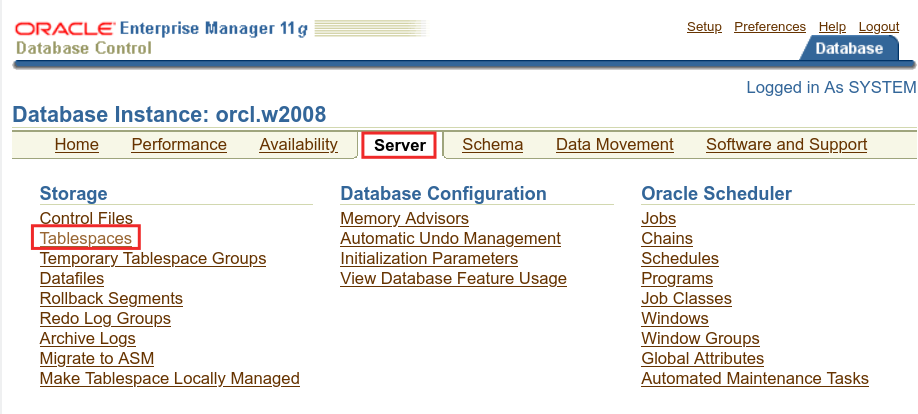 ORACLE Enterprise Manager 11g
Database Control
Setup Preferences Help Logout
Database
Logged in As SYSTEM
Database Instance: orcl.w2008
Home Performance Availability Server Schema Data Movement Software and Support
Storage
Control Files
Tablespaces
Temporary Tablespace Groups
Datafiles
Rollback Segments
Redo Log Groups
Archive Logs
Migrate to ASM
Make Tablespace Locally Managed
Database Configuration
Memory Advisors
Automatic Undo Management
Initialization Parameters
View Database Feature Usage
Oracle Scheduler
Jobs
Chains
Schedules
Programs
Job Classes
Windows
Window Groups
Global Attributes
Automated Maintenance Tasks